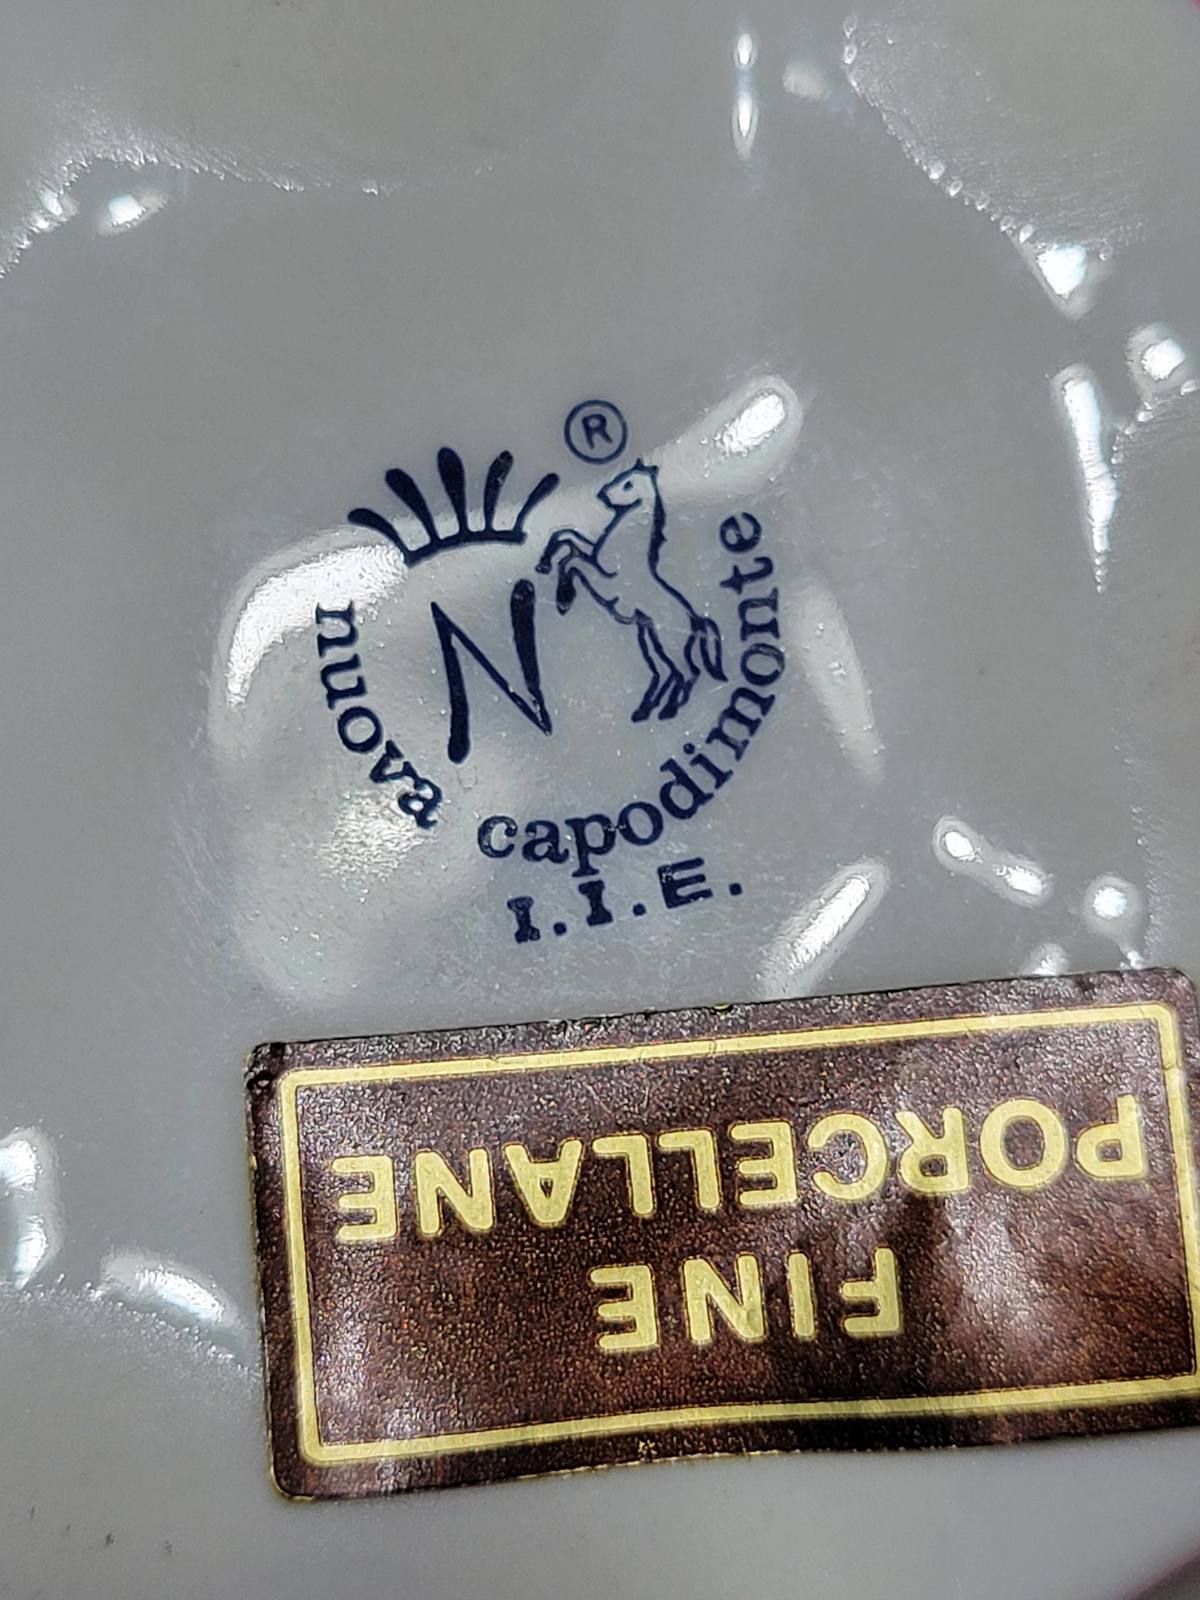 ®
N
nuova capodimonte
I.I.E.
FINE
PORCELLANE